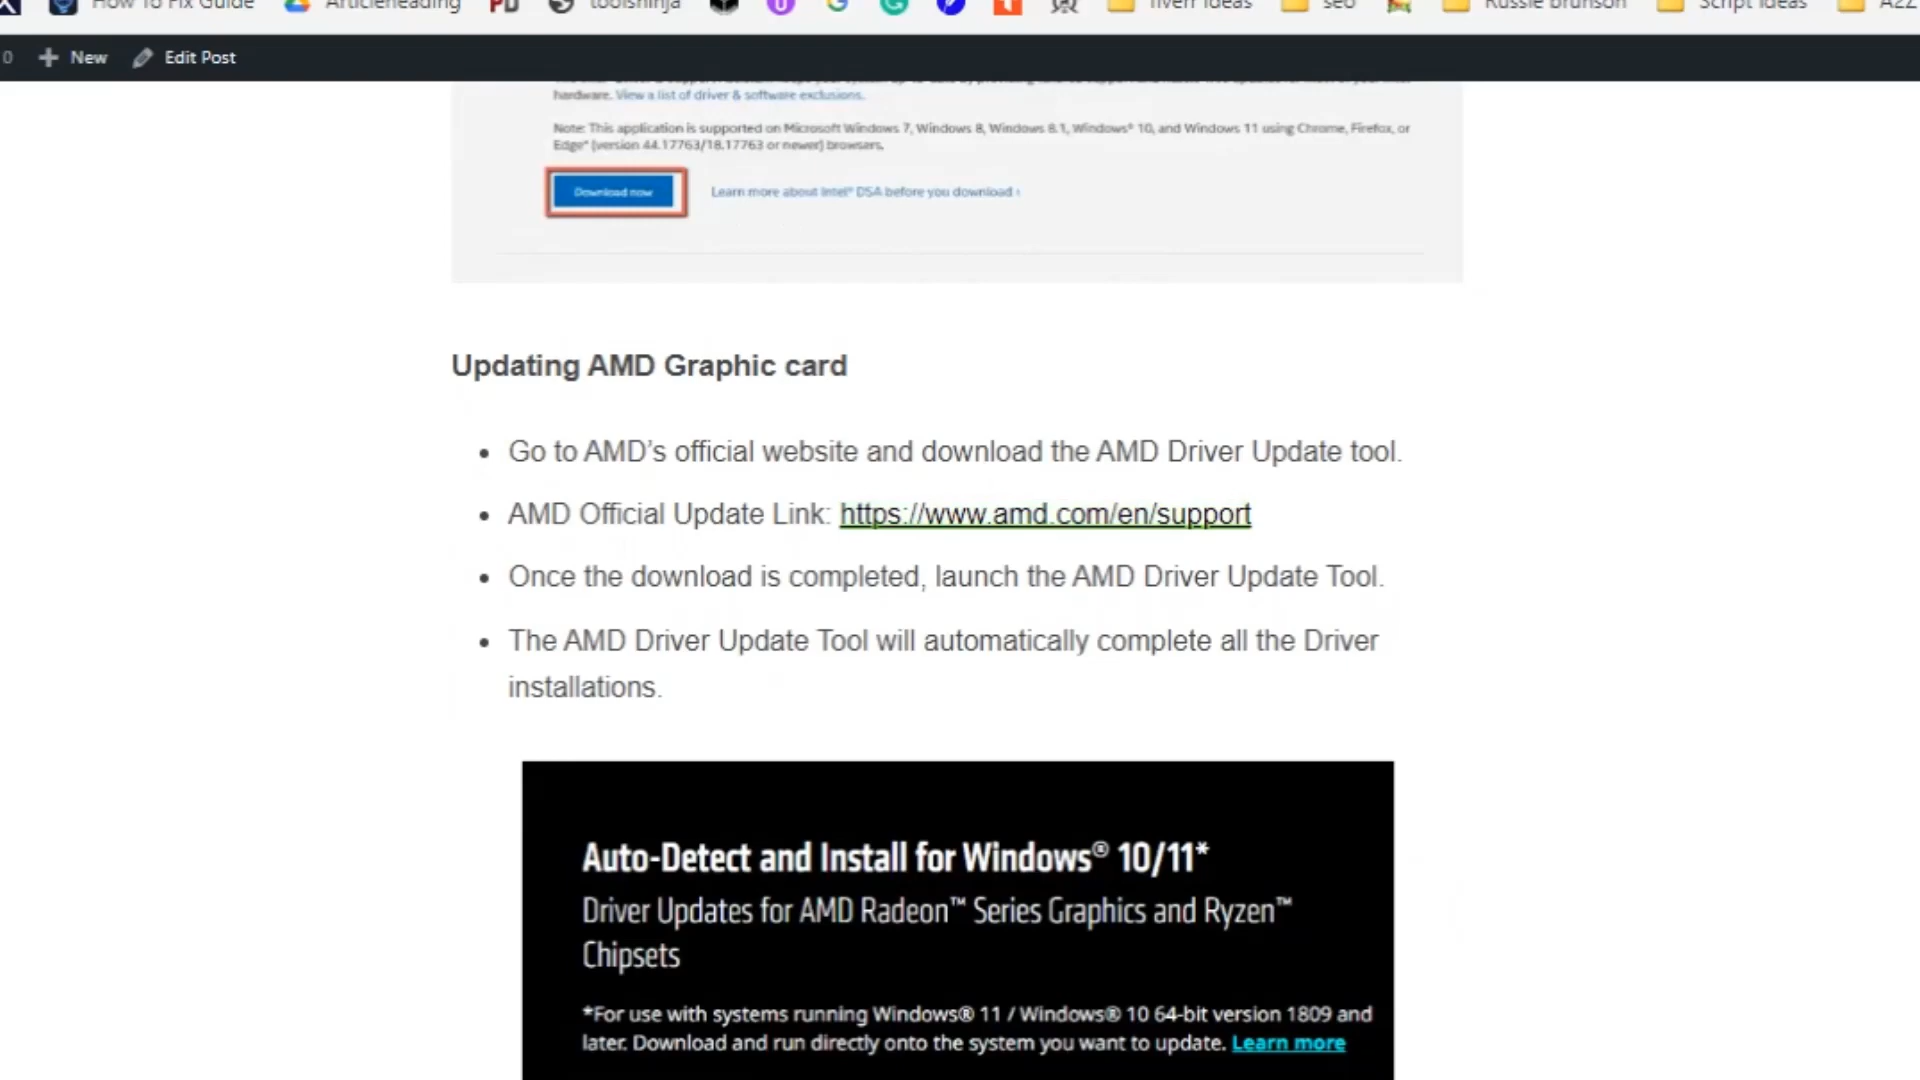 How To Fix Guide Articleheading toolsninja fiverr ideas seo Russle brunson Script ideas A2Z
0 New Edit Post
hardware. View a list of driver & software exclusions.
Note: This application is supported on Microsoft Windows 7, Windows 8, Windows 8.1, Windows® 10, and Windows 11 using Chrome, Firefox, or
Edge* (version 44.17763/18.17763 or newer) browsers.
Download now Learn more about Intel® DSA before you download ›
Updating AMD Graphic card
• Go to AMD’s official website and download the AMD Driver Update tool.
• AMD Official Update Link: https://www.amd.com/en/support
• Once the download is completed, launch the AMD Driver Update Tool.
• The AMD Driver Update Tool will automatically complete all the Driver
installations.
Auto-Detect and Install for Windows® 10/11*
Driver Updates for AMD Radeon™ Series Graphics and Ryzen™
Chipsets
*For use with systems running Windows® 11 / Windows® 10 64-bit version 1809 and
later. Download and run directly onto the system you want to update. Learn more